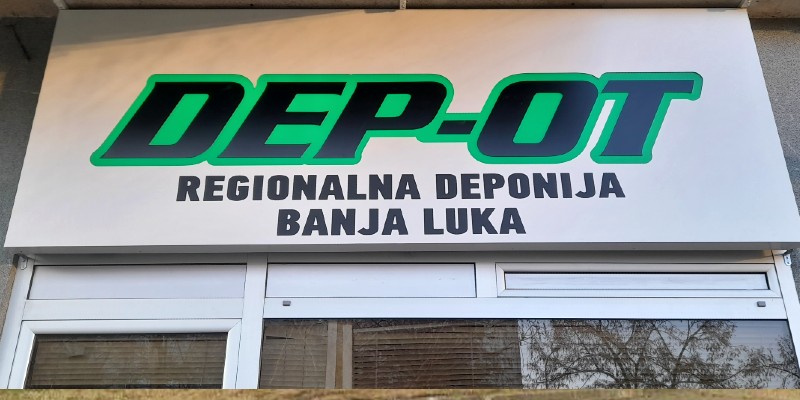 DEP-OT
REGIONALNA DEPONIJA
BANJA LUKA